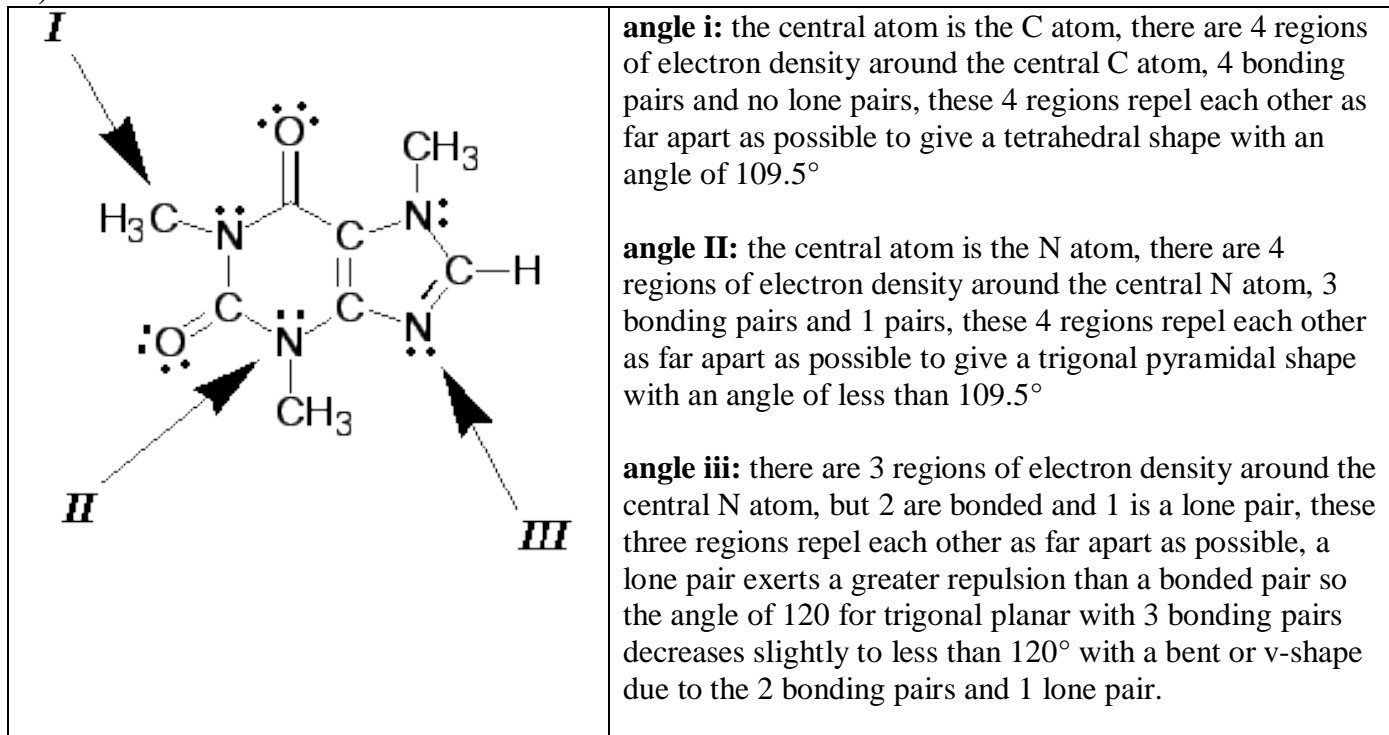 I
O
CH3
H3C
N
N
C
C
H
C
C
O
N
N
CH3
II
III
angle i: the central atom is the C atom, there are 4 regions
of electron density around the central C atom, 4 bonding
pairs and no lone pairs, these 4 regions repel each other as
far apart as possible to give a tetrahedral shape with an
angle of 109.5°
angle II: the central atom is the N atom, there are 4
regions of electron density around the central N atom, 3
bonding pairs and 1 pairs, these 4 regions repel each other
as far apart as possible to give a trigonal pyramidal shape
with an angle of less than 109.5°
angle iii: there are 3 regions of electron density around the
central N atom, but 2 are bonded and 1 is a lone pair, these
three regions repel each other as far apart as possible, a
lone pair exerts a greater repulsion than a bonded pair so
the angle of 120 for trigonal planar with 3 bonding pairs
decreases slightly to less than 120° with a bent or v-shape
due to the 2 bonding pairs and 1 lone pair.